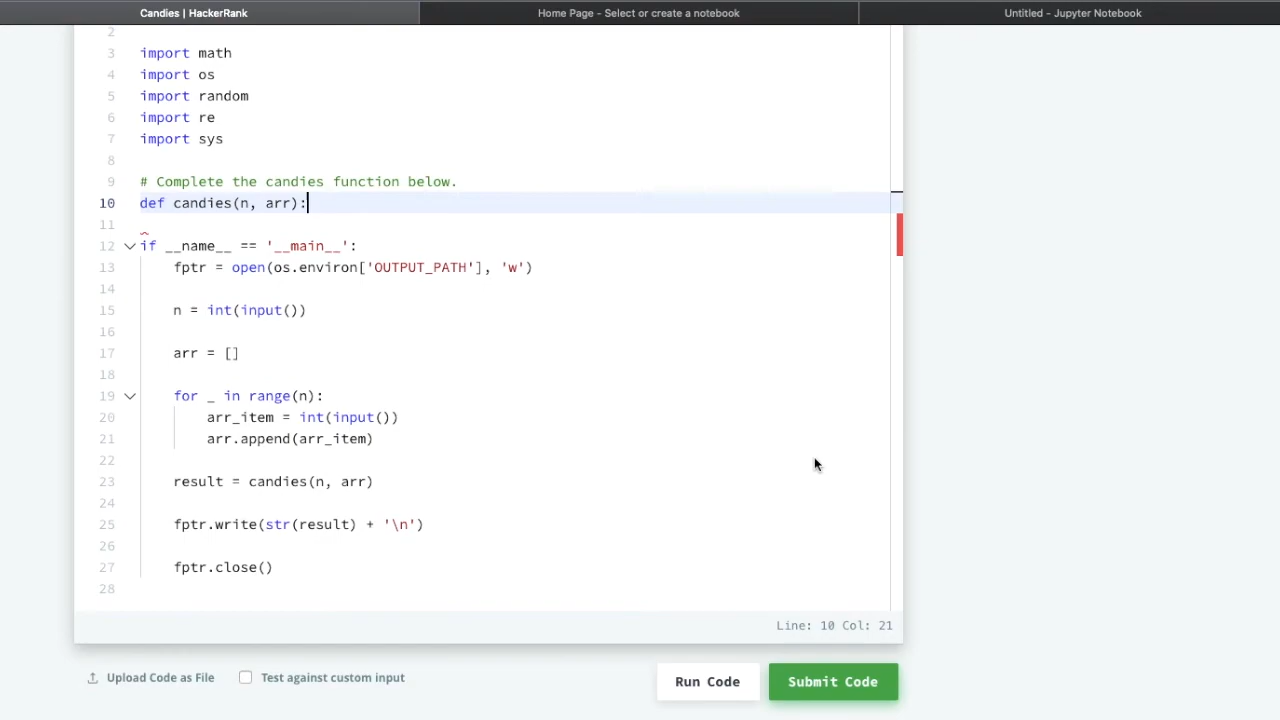 Candies | HackerRank
Home Page - Select or create a notebook
Untitled - Jupyter Notebook
2
3 import math
4 import os
5 import random
6 import re
7 import sys
8
9 # Complete the candies function below.
10 def candies(n, arr):
11
12 if __name__ == '__main__':
13 fptr = open(os.environ['OUTPUT_PATH'], 'w')
14
15 n = int(input())
16
17 arr = []
18
19 for _ in range(n):
20 arr_item = int(input())
21 arr.append(arr_item)
22
23 result = candies(n, arr)
24
25 fptr.write(str(result) + '\n')
26
27 fptr.close()
28
Line: 10 Col: 21
Upload Code as File
Test against custom input
Run Code
Submit Code